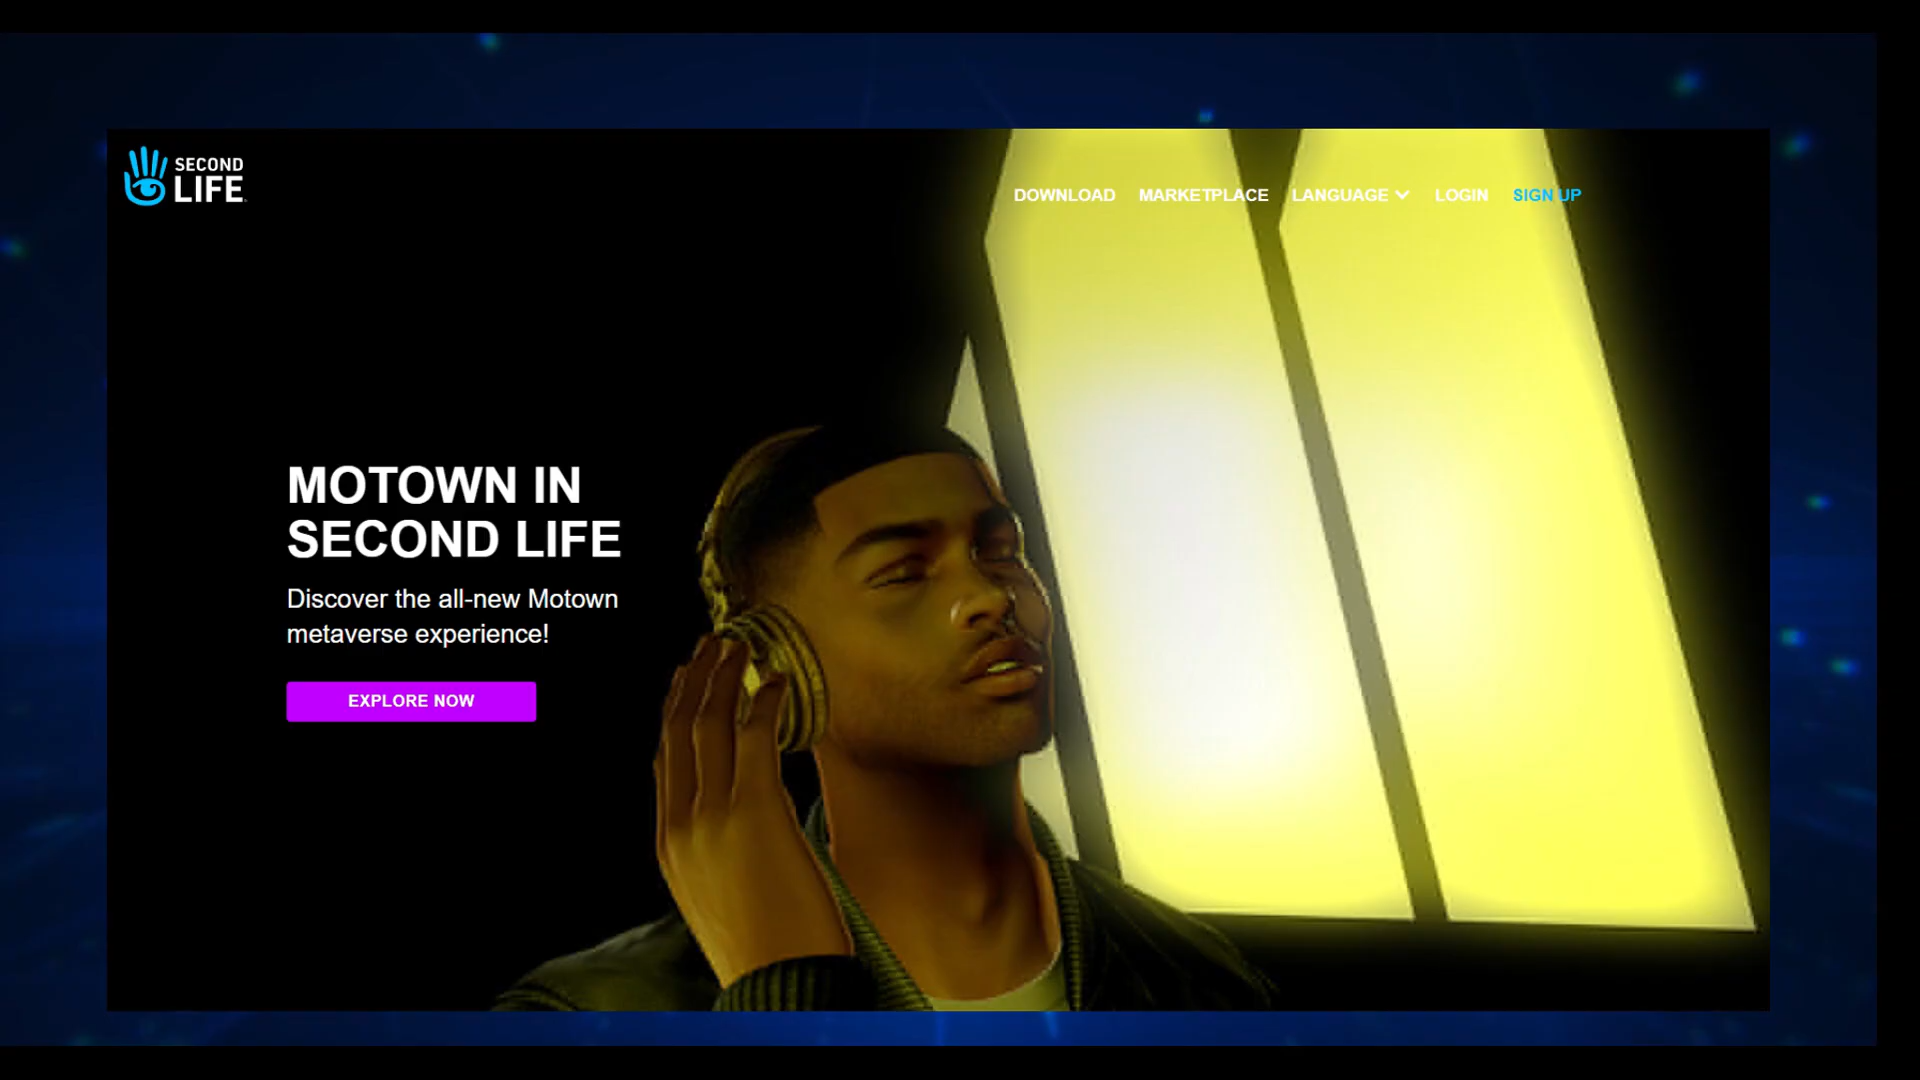 SECOND
LIFE
DOWNLOAD MARKETPLACE LANGUAGE LOGIN SIGN UP
MOTOWN IN
SECOND LIFE
Discover the all-new Motown
metaverse experience!
EXPLORE NOW